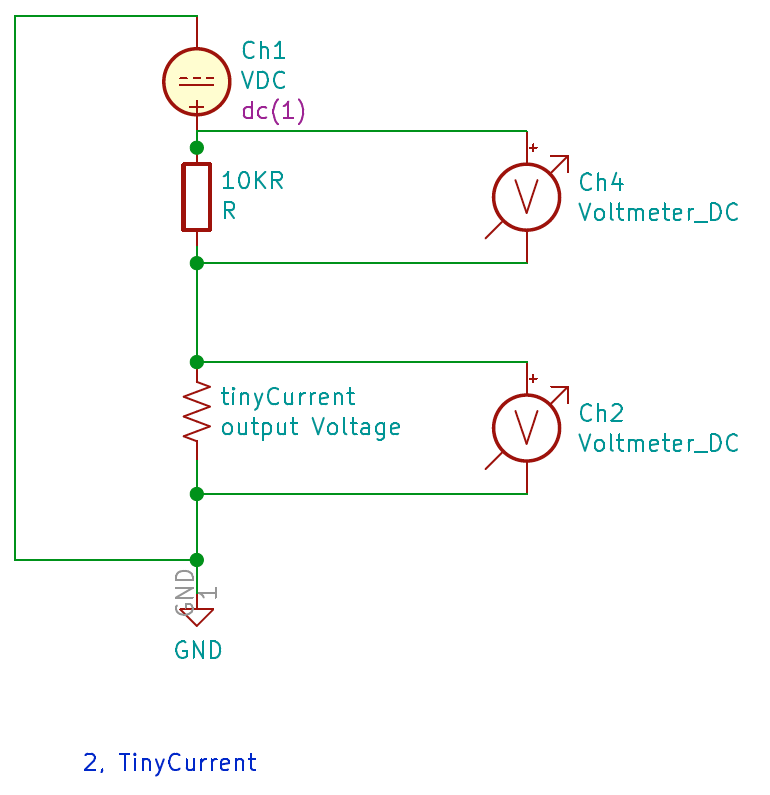 Ch1
VDC
dc(1)
10KR
R
Ch4
Voltmeter_DC
tinyCurrent
output Voltage
Ch2
Voltmeter_DC
GND
1
GND
2, TinyCurrent